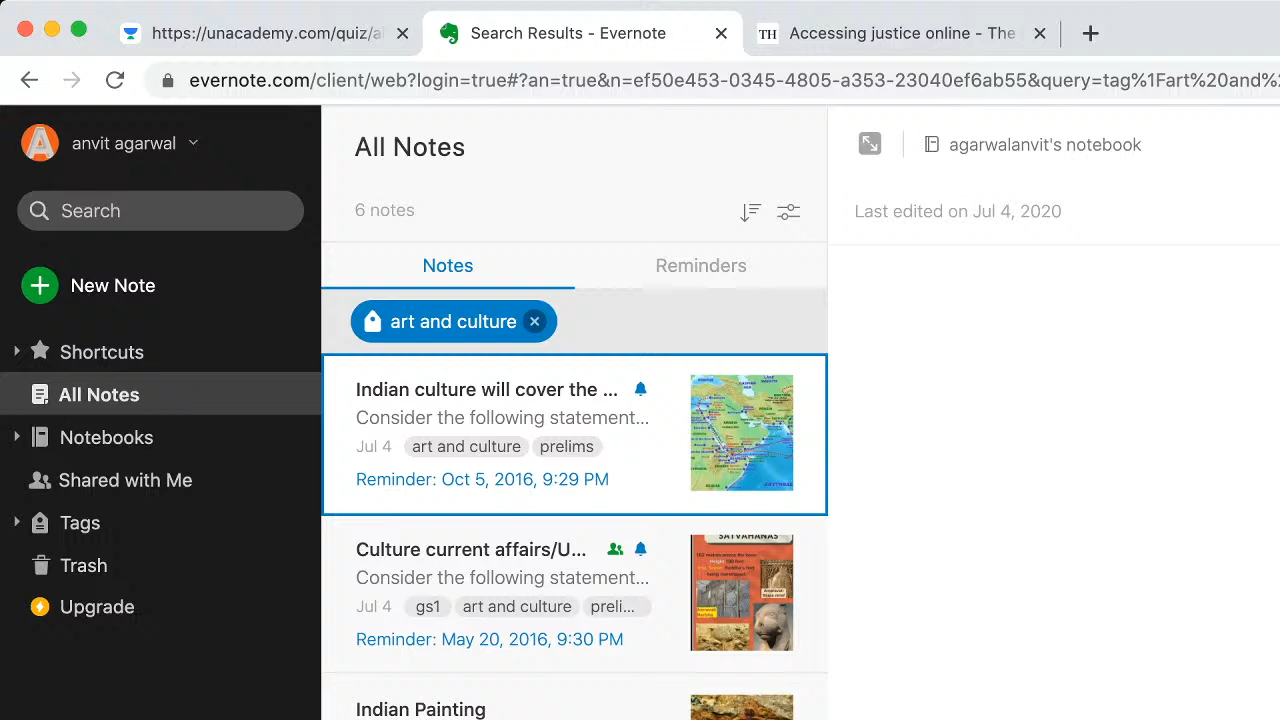 https://unacademy.com/quiz/al
Search Results - Evernote
TH Accessing justice online - The
evernote.com/client/web?login=true#?an=true&n=ef50e453-0345-4805-a353-23040ef6ab55&query=tag%1Fart%20and%2
A anvit agarwal
Search
New Note
Shortcuts
All Notes
Notebooks
Shared with Me
Tags
Trash
Upgrade
All Notes
6 notes
Notes
Reminders
art and culture
Indian culture will cover the ...
Consider the following statement...
Jul 4 art and culture prelims
Reminder: Oct 5, 2016, 9:29 PM
Culture current affairs/U...
Consider the following statement...
Jul 4 gs1 art and culture preli...
Reminder: May 20, 2016, 9:30 PM
SATVAHANAS
Indian Painting
agarwalanvit's notebook
Last edited on Jul 4, 2020